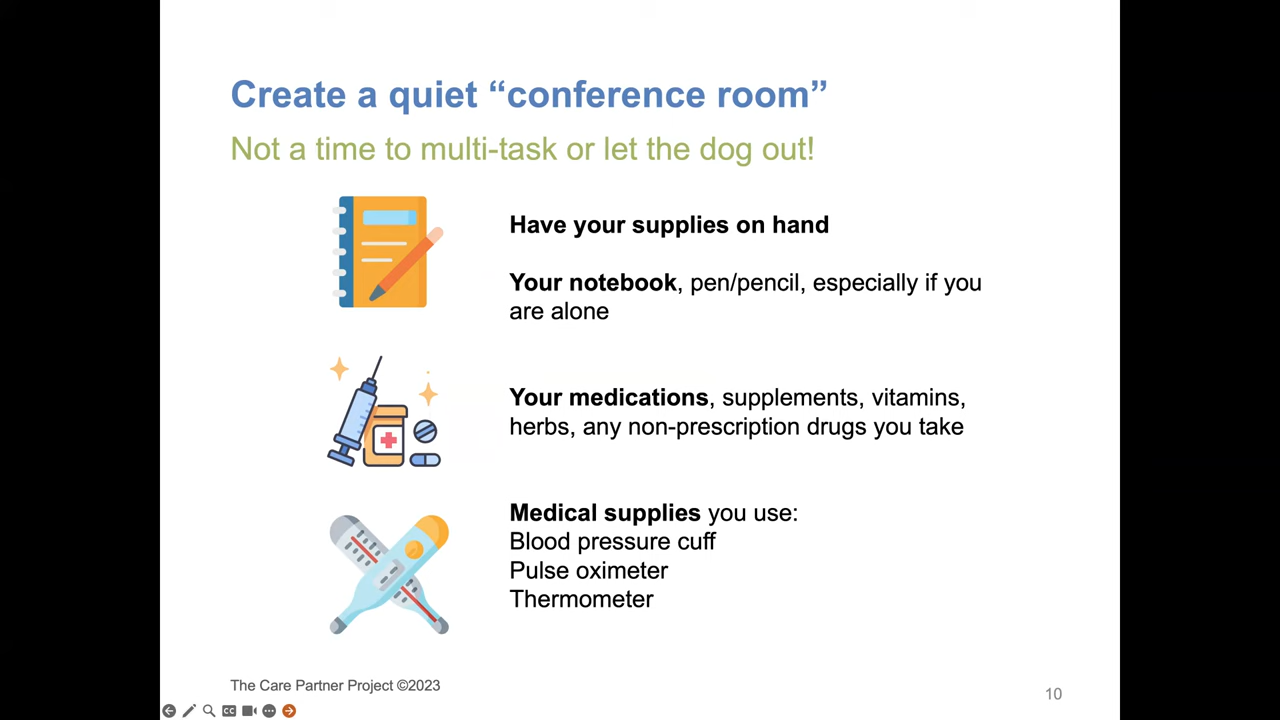 Create a quiet “conference room”
Not a time to multi-task or let the dog out!
Have your supplies on hand
Your notebook, pen/pencil, especially if you
are alone
Your medications, supplements, vitamins,
herbs, any non-prescription drugs you take
Medical supplies you use:
Blood pressure cuff
Pulse oximeter
Thermometer
The Care Partner Project ©2023
10
CC